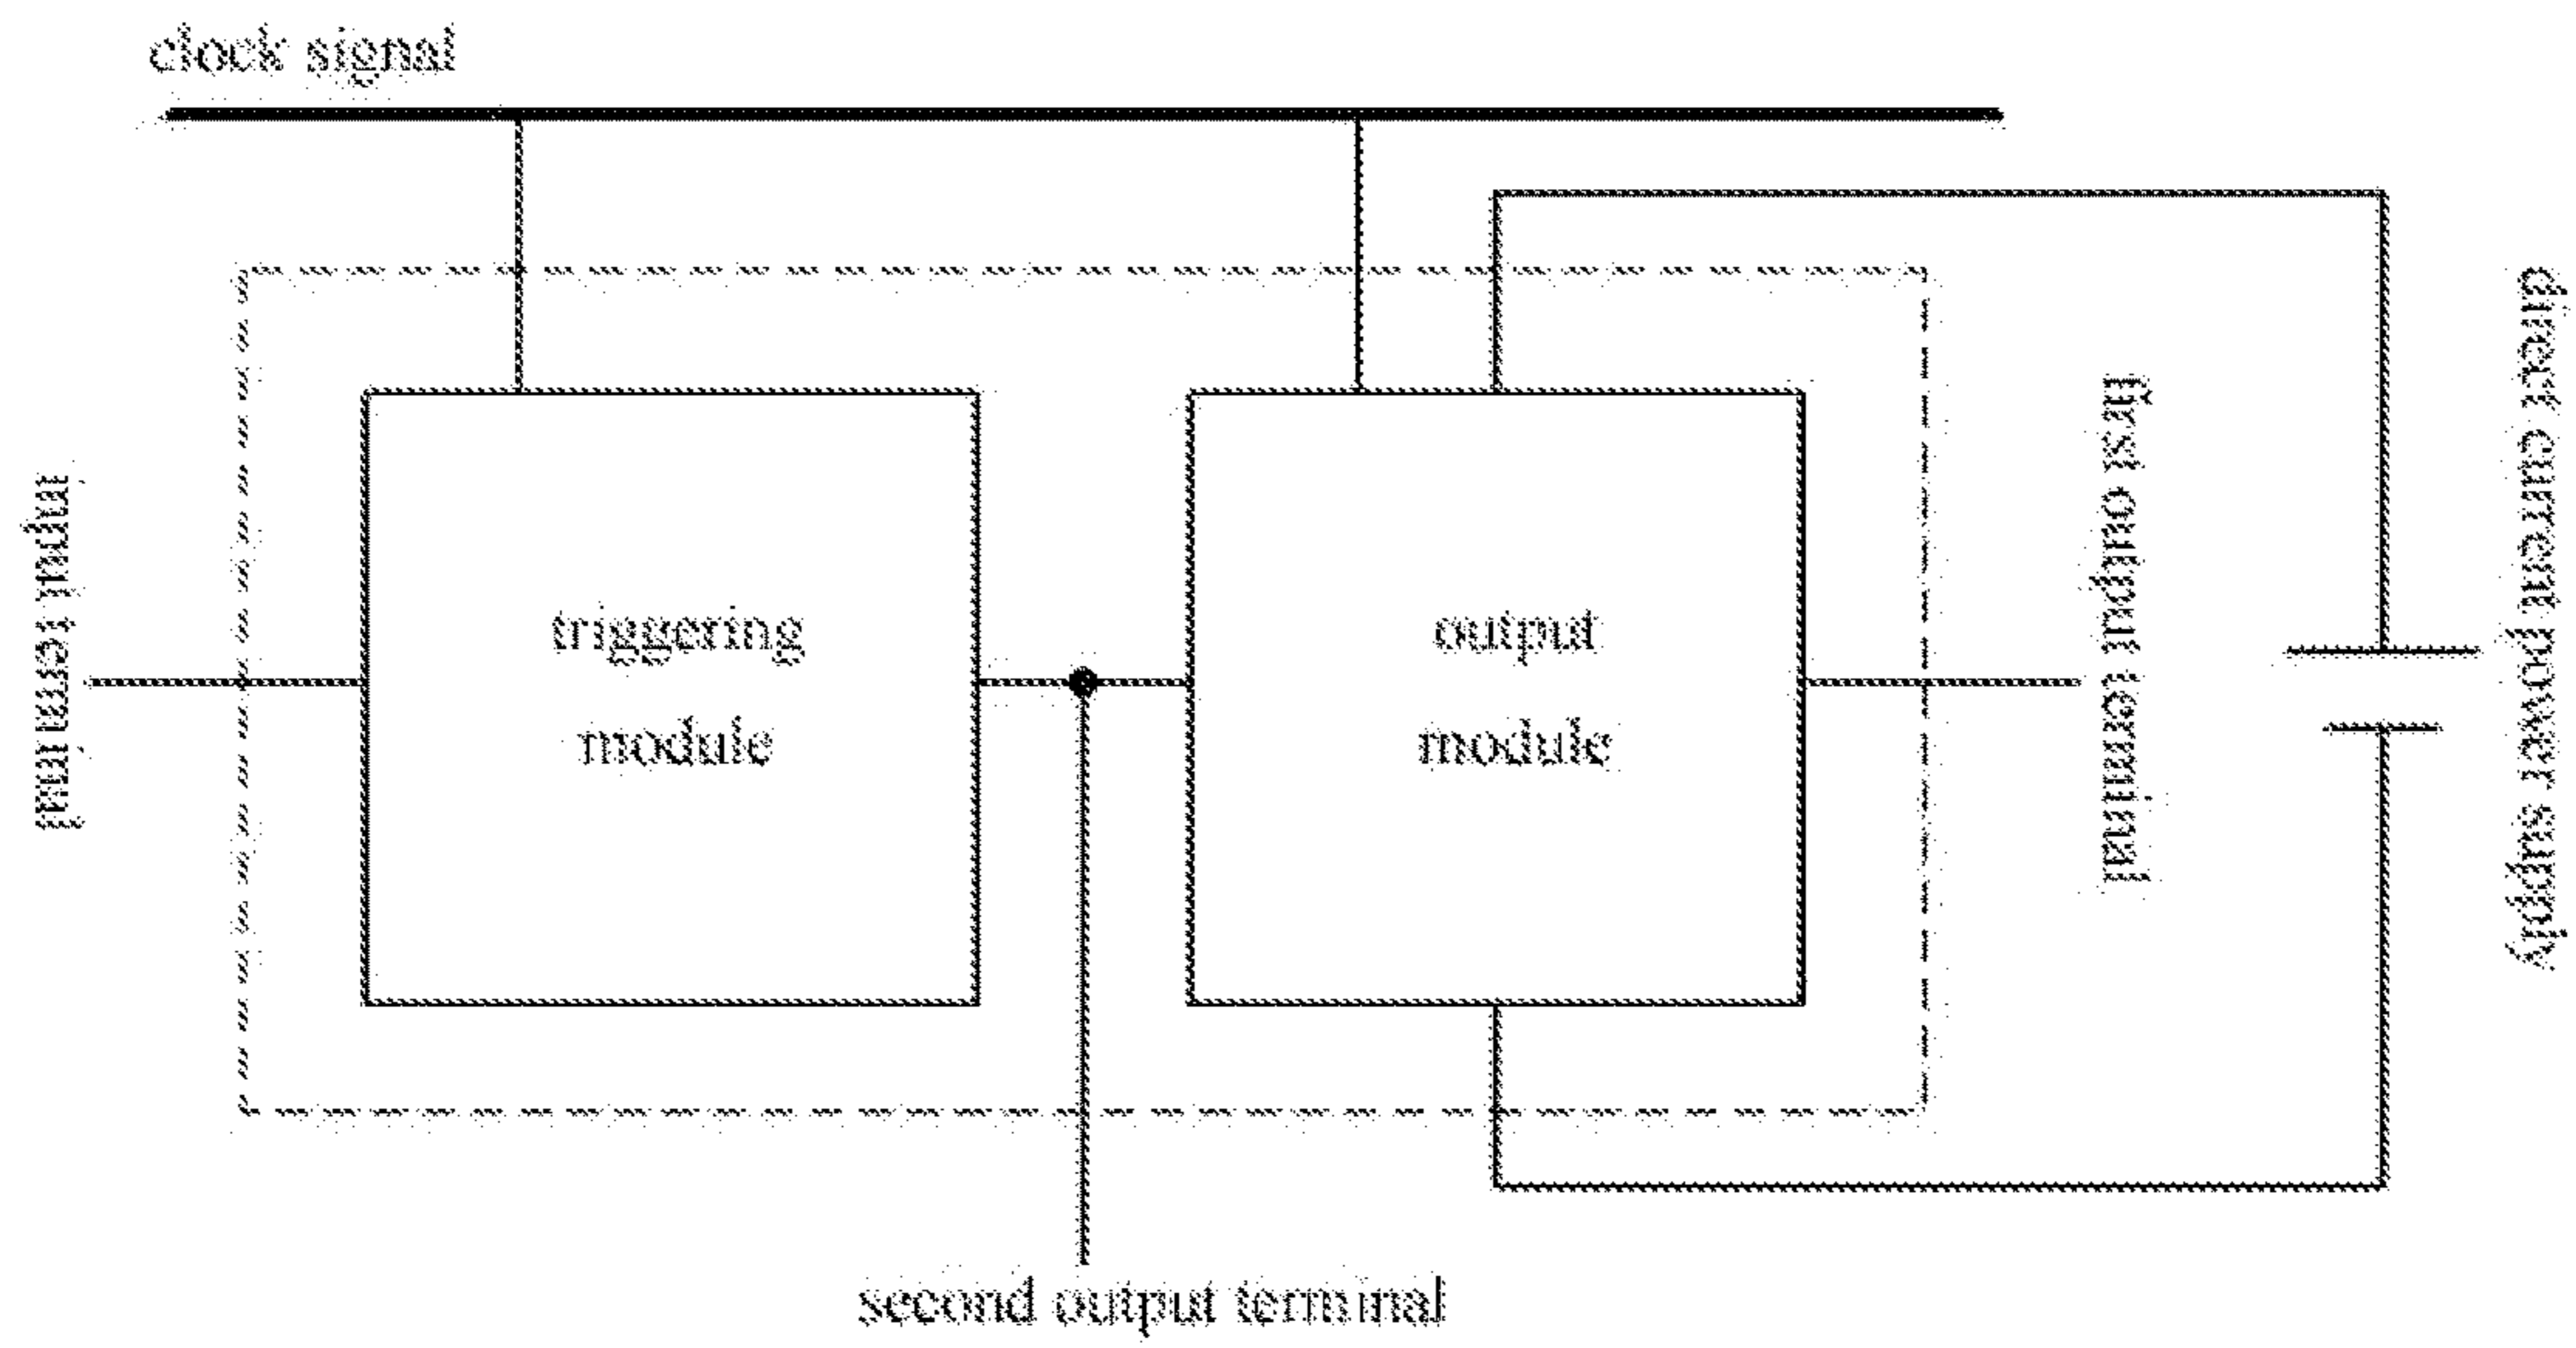 clock signal
input terminal
triggering
module
output
module
first output terminal
direct current power supply
second output terminal